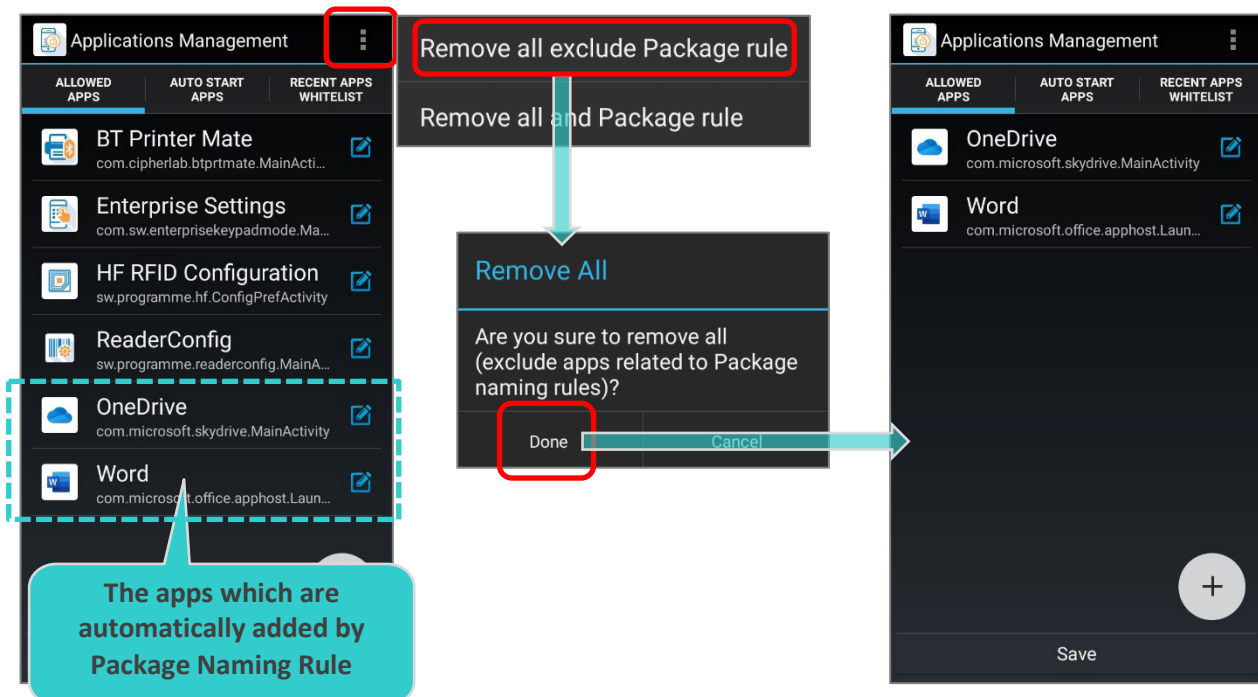 Applications Management
ALLOWED APPS
AUTO START APPS
RECENT APPS WHITELIST
BT Printer Mate
com.cipherlab.btprtmate.MainActi...
Enterprise Settings
com.sw.enterprisekeypadmode.Ma...
HF RFID Configuration
sw.programme.hf.ConfigPrefActivity
ReaderConfig
sw.programme.readerconfig.MainA...
OneDrive
com.microsoft.skydrive.MainActivity
Word
com.microsoft.office.apphost.Laun...
The apps which are
automatically added by
Package Naming Rule
Remove all exclude Package rule
Remove all and Package rule
Remove All
Are you sure to remove all
(exclude apps related to Package
naming rules)?
Done
Cancel
Applications Management
ALLOWED APPS
AUTO START APPS
RECENT APPS WHITELIST
OneDrive
com.microsoft.skydrive.MainActivity
Word
com.microsoft.office.apphost.Laun...
+
Save